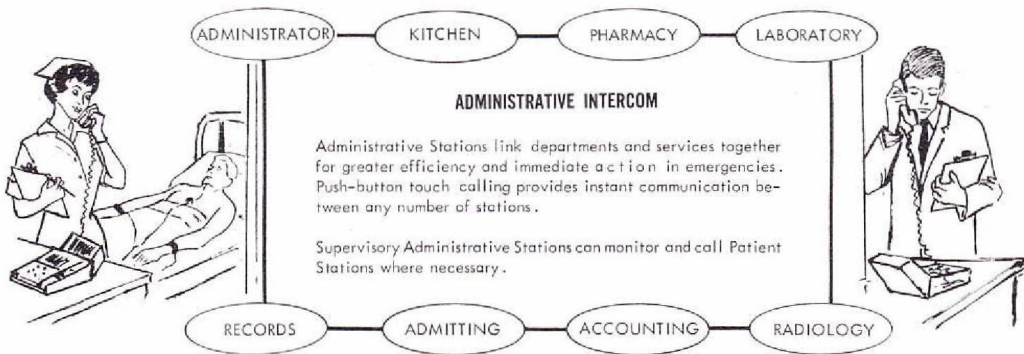 ADMINISTRATOR KITCHEN PHARMACY LABORATORY
ADMINISTRATIVE INTERCOM
Administrative Stations link departments and services together
for greater efficiency and immediate action in emergencies.
Push-button touch calling provides instant communication be-
tween any number of stations.
Supervisory Administrative Stations can monitor and call Patient
Stations where necessary.
RECORDS ADMITTING ACCOUNTING RADIOLOGY